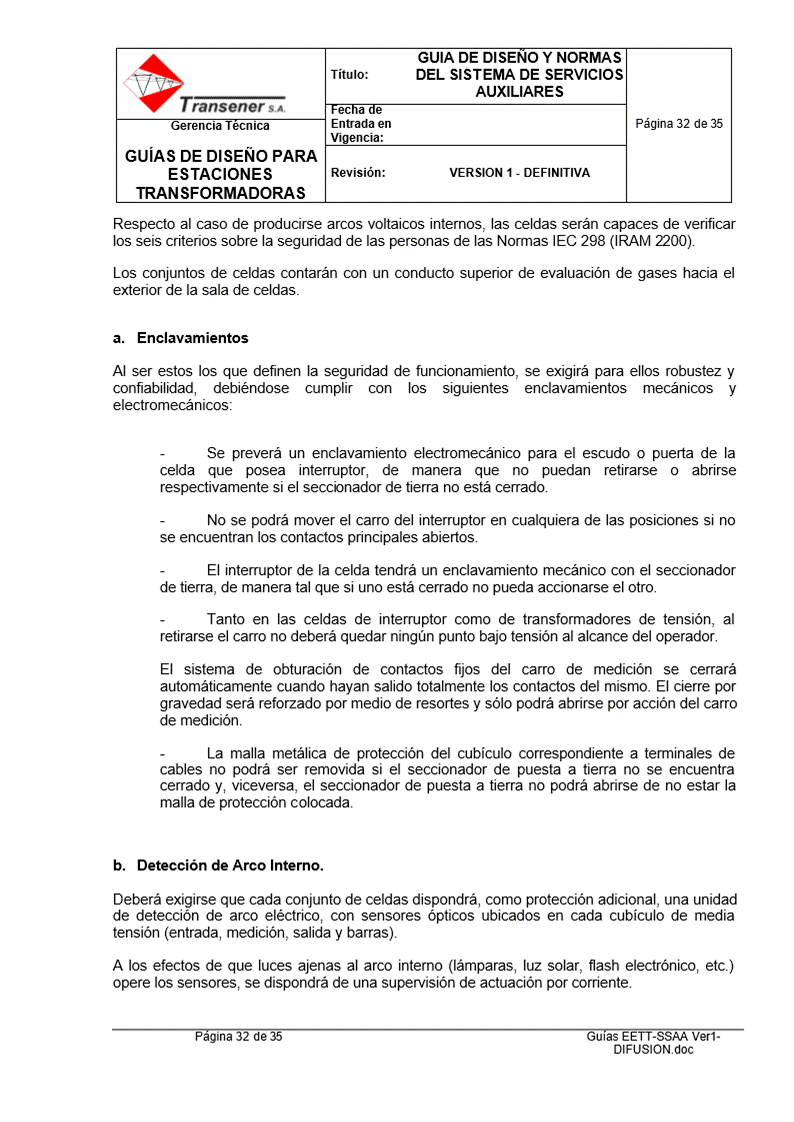 Transener S.A.
Gerencia Técnica
GUÍAS DE DISEÑO PARA
ESTACIONES
TRANSFORMADORAS
Título:
GUIA DE DISEÑO Y NORMAS
DEL SISTEMA DE SERVICIOS
AUXILIARES
Fecha de
Entrada en
Vigencia:
Revisión:
VERSION 1 - DEFINITIVA
Página 32 de 35
Respecto al caso de producirse arcos voltaicos internos, las celdas serán capaces de verificar
los seis criterios sobre la seguridad de las personas de las Normas IEC 298 (IRAM 2200).
Los conjuntos de celdas contarán con un conducto superior de evaluación de gases hacia el
exterior de la sala de celdas.
a. Enclavamientos
Al ser estos los que definen la seguridad de funcionamiento, se exigirá para ellos robustez y
confiabilidad, debiéndose cumplir con los siguientes enclavamientos mecánicos y
electromecánicos:
- Se preverá un enclavamiento electromecánico para el escudo o puerta de la
celda que posea interruptor, de manera que no puedan retirarse o abrirse
respectivamente si el seccionador de tierra no está cerrado.
- No se podrá mover el carro del interruptor en cualquiera de las posiciones si no
se encuentran los contactos principales abiertos.
- El interruptor de la celda tendrá un enclavamiento mecánico con el seccionador
de tierra, de manera tal que si uno está cerrado no pueda accionarse el otro.
- Tanto en las celdas de interruptor como de transformadores de tensión, al
retirarse el carro no deberá quedar ningún punto bajo tensión al alcance del operador.
El sistema de obturación de contactos fijos del carro de medición se cerrará
automáticamente cuando hayan salido totalmente los contactos del mismo. El cierre por
gravedad será reforzado por medio de resortes y sólo podrá abrirse por acción del carro
de medición.
- La malla metálica de protección del cubículo correspondiente a terminales de
cables no podrá ser removida si el seccionador de puesta a tierra no se encuentra
cerrado y, viceversa, el seccionador de puesta a tierra no podrá abrirse de no estar la
malla de protección colocada.
b. Detección de Arco Interno.
Deberá exigirse que cada conjunto de celdas dispondrá, como protección adicional, una unidad
de detección de arco eléctrico, con sensores ópticos ubicados en cada cubículo de media
tensión (entrada, medición, salida y barras).
A los efectos de que luces ajenas al arco interno (lámparas, luz solar, flash electrónico, etc.)
opere los sensores, se dispondrá de una supervisión de actuación por corriente.
Página 32 de 35
Guías EETT-SSAA Ver1-
DIFUSION.doc